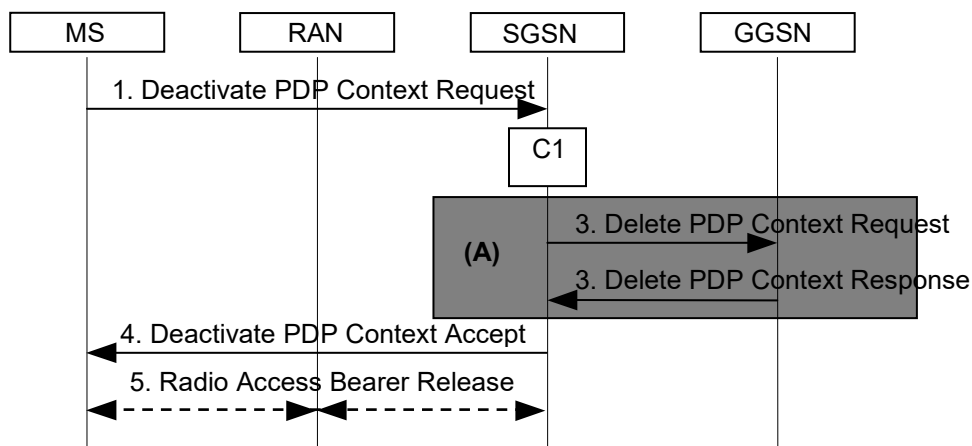 MS
RAN
SGSN
GGSN
1. Deactivate PDP Context Request
C1
3. Delete PDP Context Request
(A)
3. Delete PDP Context Response
4. Deactivate PDP Context Accept
5. Radio Access Bearer Release